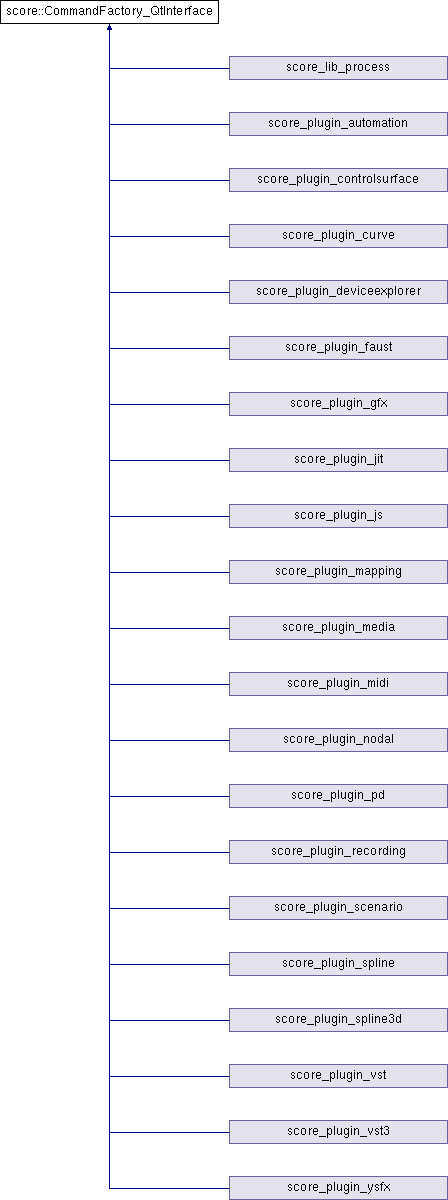 score::CommandFactory_QtInterface
score_lib_process
score_plugin_automation
score_plugin_controlsurface
score_plugin_curve
score_plugin_deviceexplorer
score_plugin_faust
score_plugin_gfx
score_plugin_jit
score_plugin_js
score_plugin_mapping
score_plugin_media
score_plugin_midi
score_plugin_nodal
score_plugin_pd
score_plugin_recording
score_plugin_scenario
score_plugin_spline
score_plugin_spline3d
score_plugin_vst
score_plugin_vst3
score_plugin_ysfx